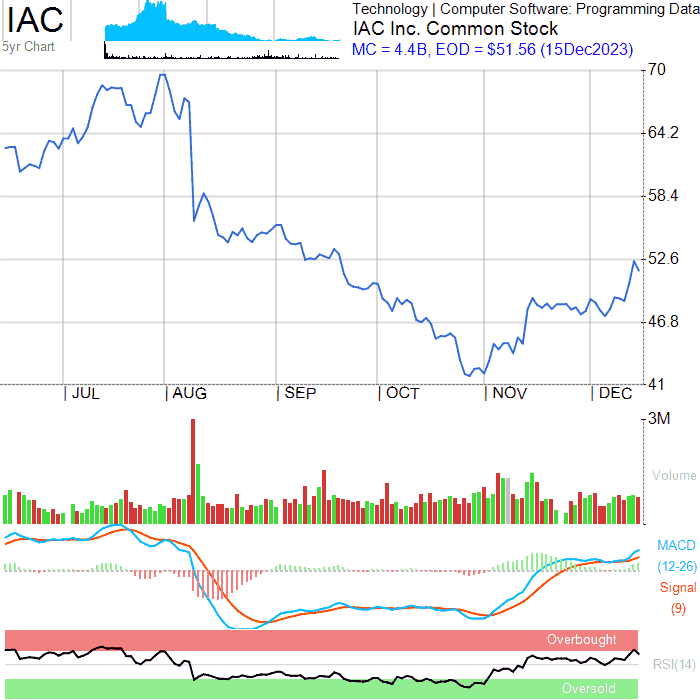 IAC
5yr Chart
Technology | Computer Software: Programming Data
IAC Inc. Common Stock
MC = 4.4B, EOD = $51.56 (15Dec2023)
70
64.2
58.4
52.6
46.8
41
JUL
AUG
SEP
OCT
NOV
DEC
3M
Volume
MACD
(12-26)
Signal
(9)
Overbought
RSI(14)
Oversold